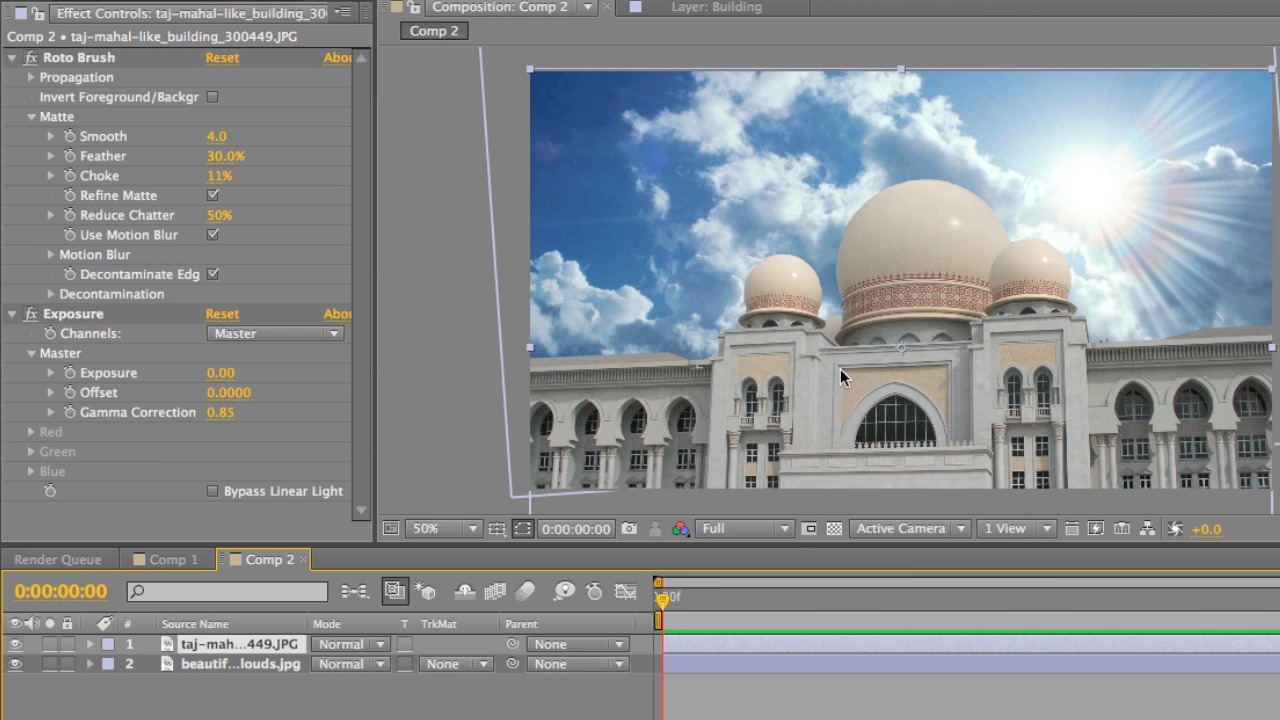 Effect Controls: taj-mahal-like_building_30
Comp 2 • taj-mahal-like_building_300449.JPG
fx Roto Brush Reset Abou
Propagation
Invert Foreground/Backgr
Matte
Smooth 4.0
Feather 30.0%
Choke 11%
Refine Matte
Reduce Chatter 50%
Use Motion Blur
Motion Blur
Decontaminate Edg
Decontamination
fx Exposure Reset Abou
Channels: Master
Master
Exposure 0.00
Offset 0.0000
Gamma Correction 0.85
Red
Green
Blue
Bypass Linear Light
Composition: Comp 2 × Layer: Building
Comp 2
50% 0:00:00:00 Full Active Camera 1 View +0.0
Render Queue Comp 1 Comp 2 ×
0:00:00:00
:00f
# Source Name Mode T TrkMat Parent
1 taj-mah...449.JPG Normal None
2 beautif...louds.jpg Normal None None